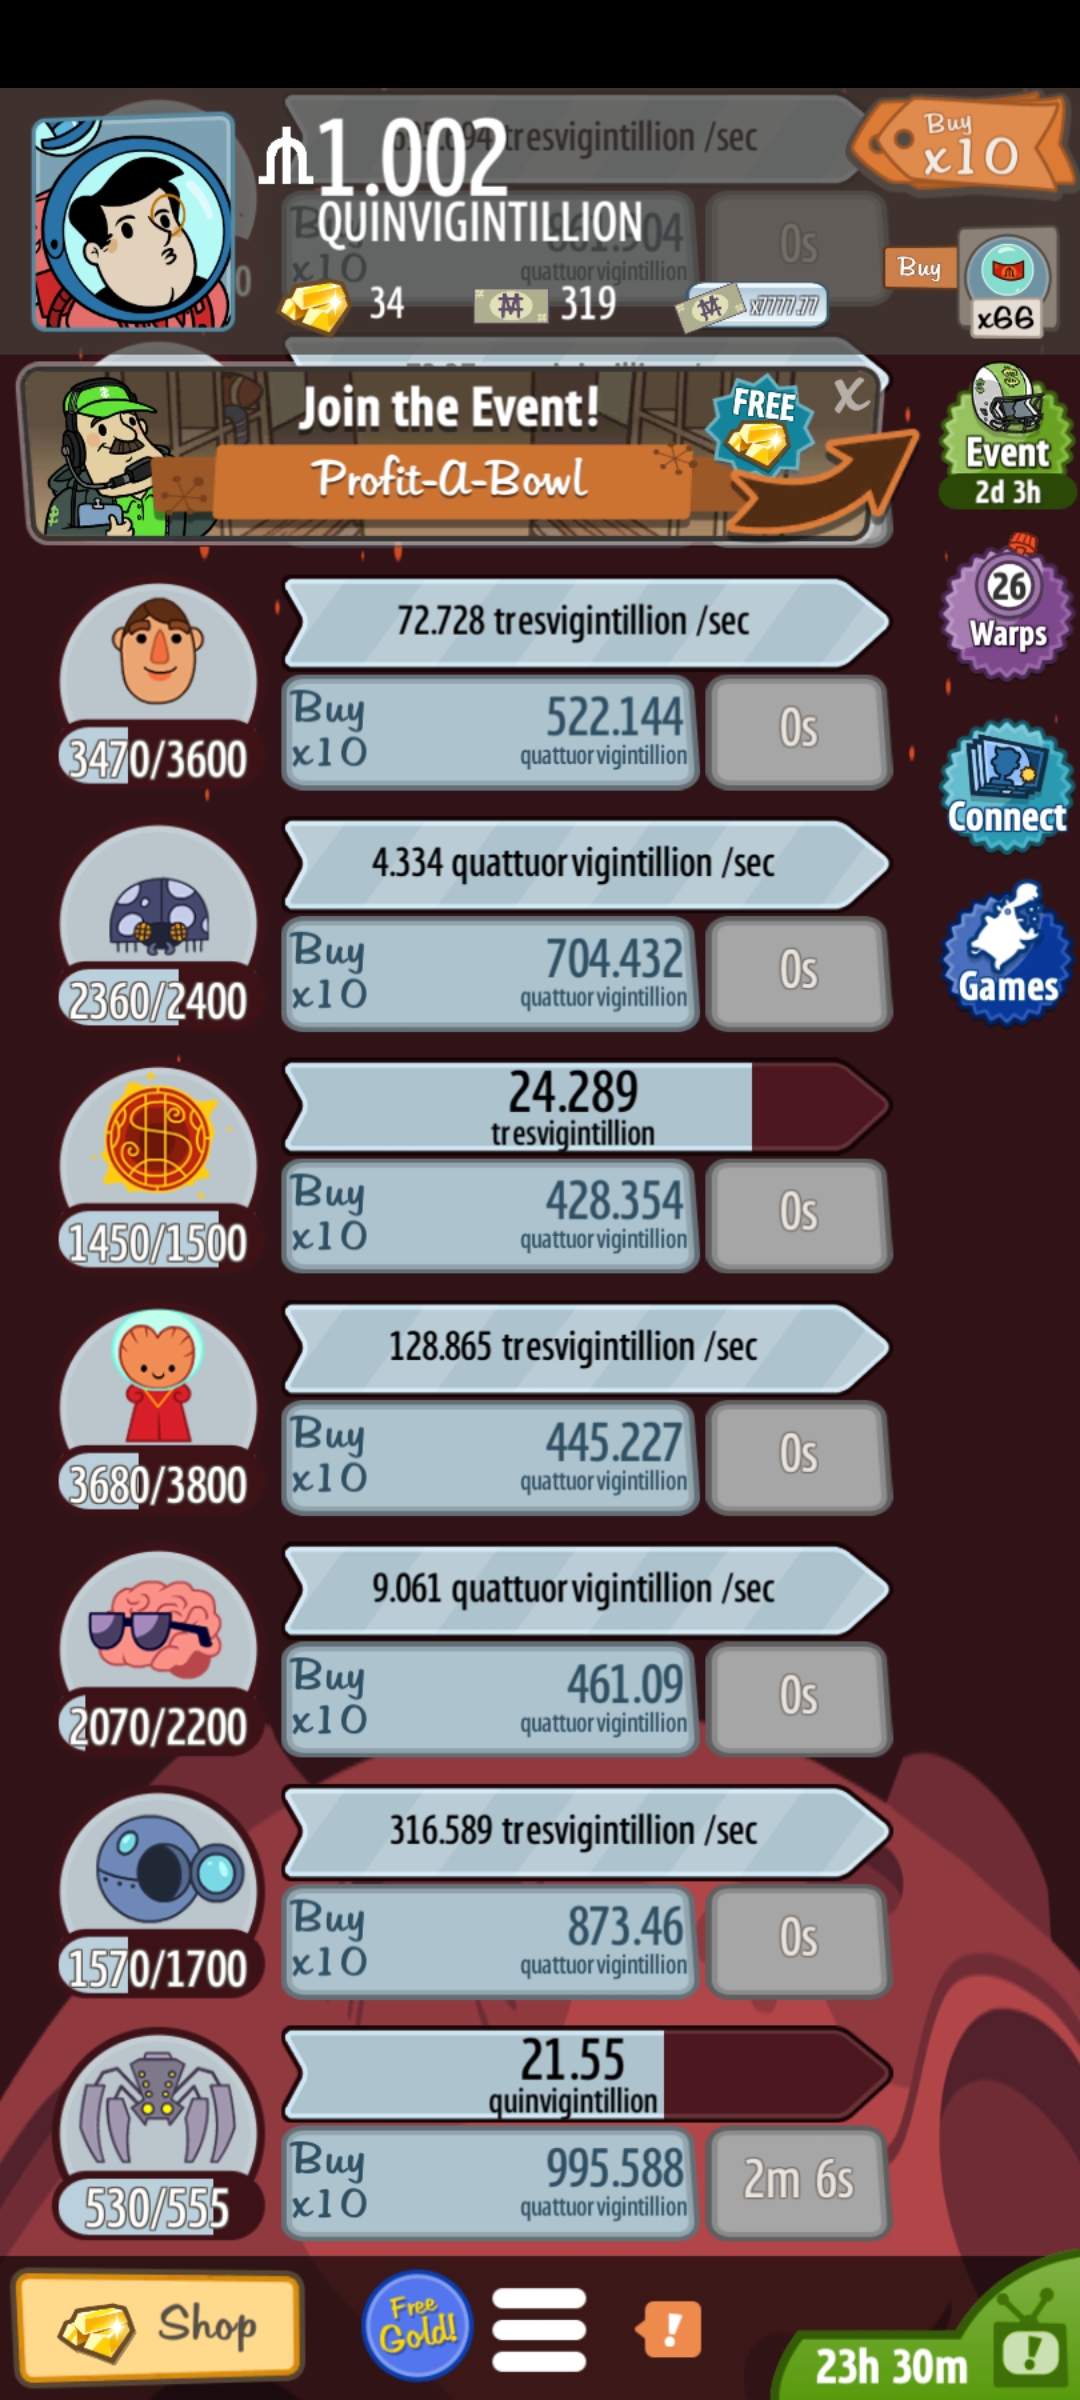 tresvigintillion /sec
₥1.002
QUINVIGINTILLION
Buy
x10
Buy
x10
861.304
quattuorvigintillion
0s
34
319
x7777.77
Buy
x66
Join the Event!
Profit-A-Bowl
FREE
X
Event
2d 3h
72.728 tresvigintillion /sec
Buy
x10
522.144
quattuorvigintillion
0s
3470/3600
26
Warps
4.334 quattuorvigintillion /sec
Buy
x10
704.432
quattuorvigintillion
0s
2360/2400
Connect
Games
24.289
tresvigintillion
Buy
x10
428.354
quattuorvigintillion
0s
1450/1500
128.865 tresvigintillion /sec
Buy
x10
445.227
quattuorvigintillion
0s
3680/3800
9.061 quattuorvigintillion /sec
Buy
x10
461.09
quattuorvigintillion
0s
2070/2200
316.589 tresvigintillion /sec
Buy
x10
873.46
quattuorvigintillion
0s
1570/1700
21.55
quinvigintillion
Buy
x10
995.588
quattuorvigintillion
2m 6s
530/555
Shop
Free
Gold!
!
23h 30m
!